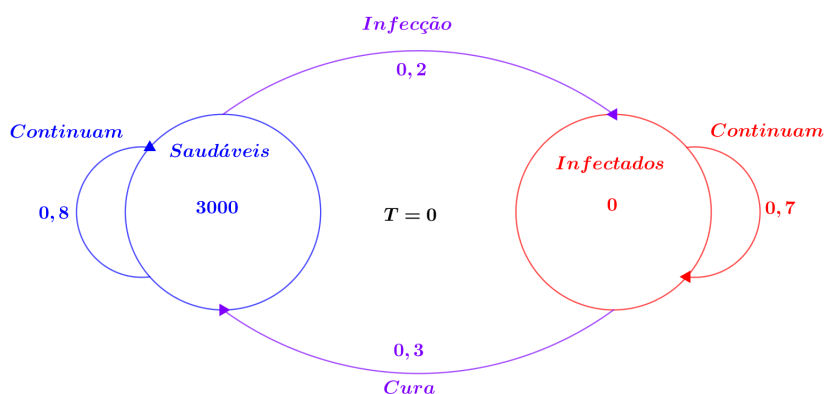 Infecção
0, 2
Continuam
Saudáveis
Continuam
Infectados
0, 8
3000
T = 0
0
0, 7
0, 3
Cura